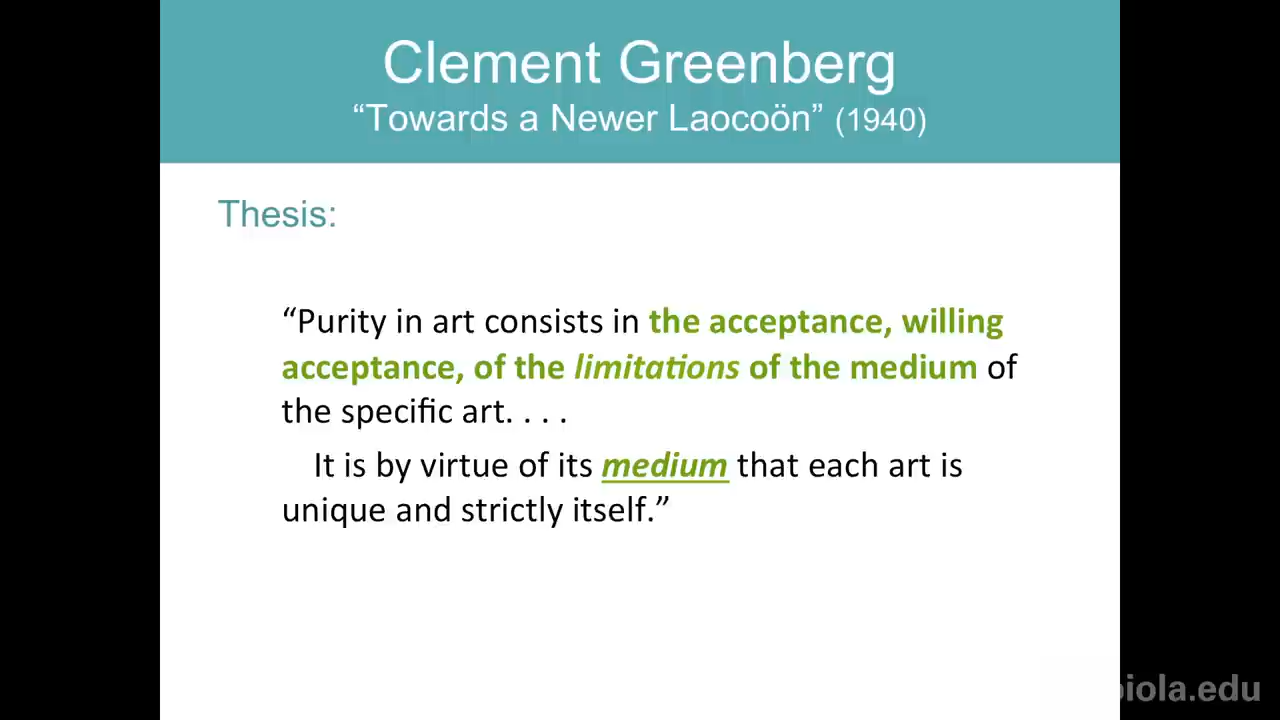 Clement Greenberg
“Towards a Newer Laocoön” (1940)
Thesis:
“Purity in art consists in the acceptance, willing
acceptance, of the limitations of the medium of
the specific art. . . .
It is by virtue of its medium that each art is
unique and strictly itself.”
biola.edu